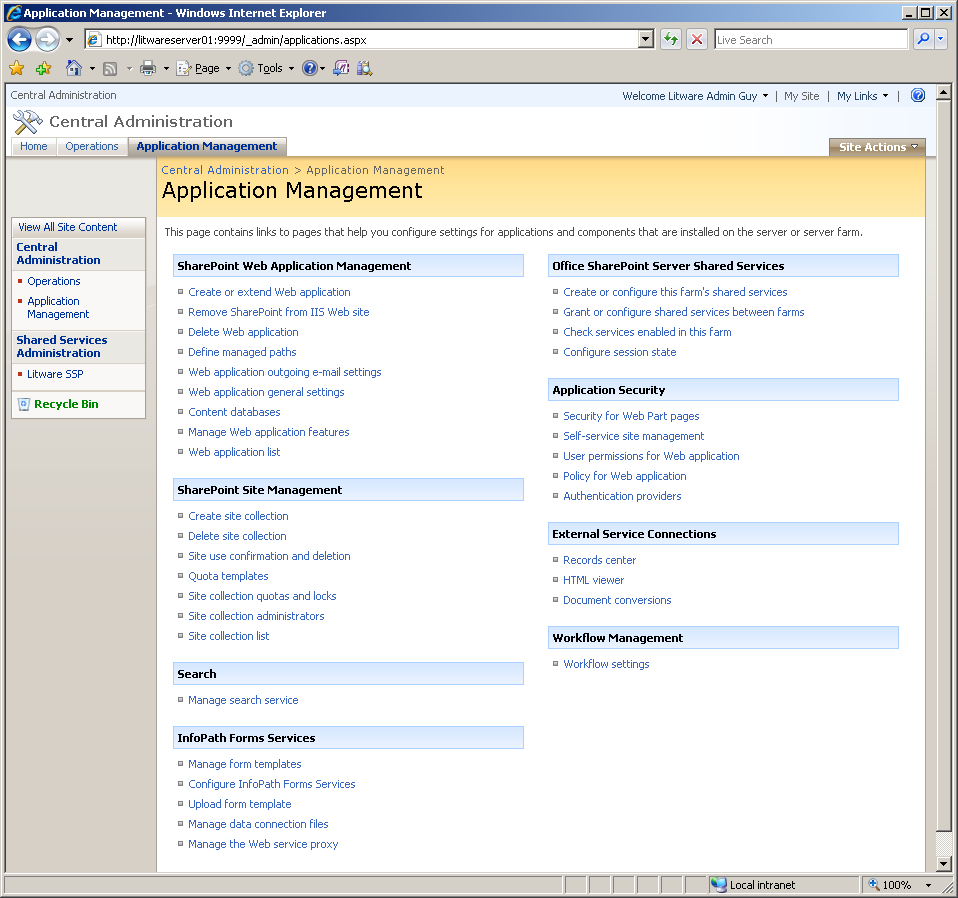 Application Management - Windows Internet Explorer
http://litwareserver01:9999/_admin/applications.aspx
Live Search
Page
Tools
Central Administration
Welcome Litware Admin Guy
My Site
My Links
Central Administration
Home
Operations
Application Management
Site Actions
Central Administration > Application Management
Application Management
View All Site Content
Central
Administration
Operations
Application
Management
Shared Services
Administration
Litware SSP
Recycle Bin
This page contains links to pages that help you configure settings for applications and components that are installed on the server or server farm.
SharePoint Web Application Management
Create or extend Web application
Remove SharePoint from IIS Web site
Delete Web application
Define managed paths
Web application outgoing e-mail settings
Web application general settings
Content databases
Manage Web application features
Web application list
SharePoint Site Management
Create site collection
Delete site collection
Site use confirmation and deletion
Quota templates
Site collection quotas and locks
Site collection administrators
Site collection list
Search
Manage search service
InfoPath Forms Services
Manage form templates
Configure InfoPath Forms Services
Upload form template
Manage data connection files
Manage the Web service proxy
Office SharePoint Server Shared Services
Create or configure this farm's shared services
Grant or configure shared services between farms
Check services enabled in this farm
Configure session state
Application Security
Security for Web Part pages
Self-service site management
User permissions for Web application
Policy for Web application
Authentication providers
External Service Connections
Records center
HTML viewer
Document conversions
Workflow Management
Workflow settings
Local intranet
100%